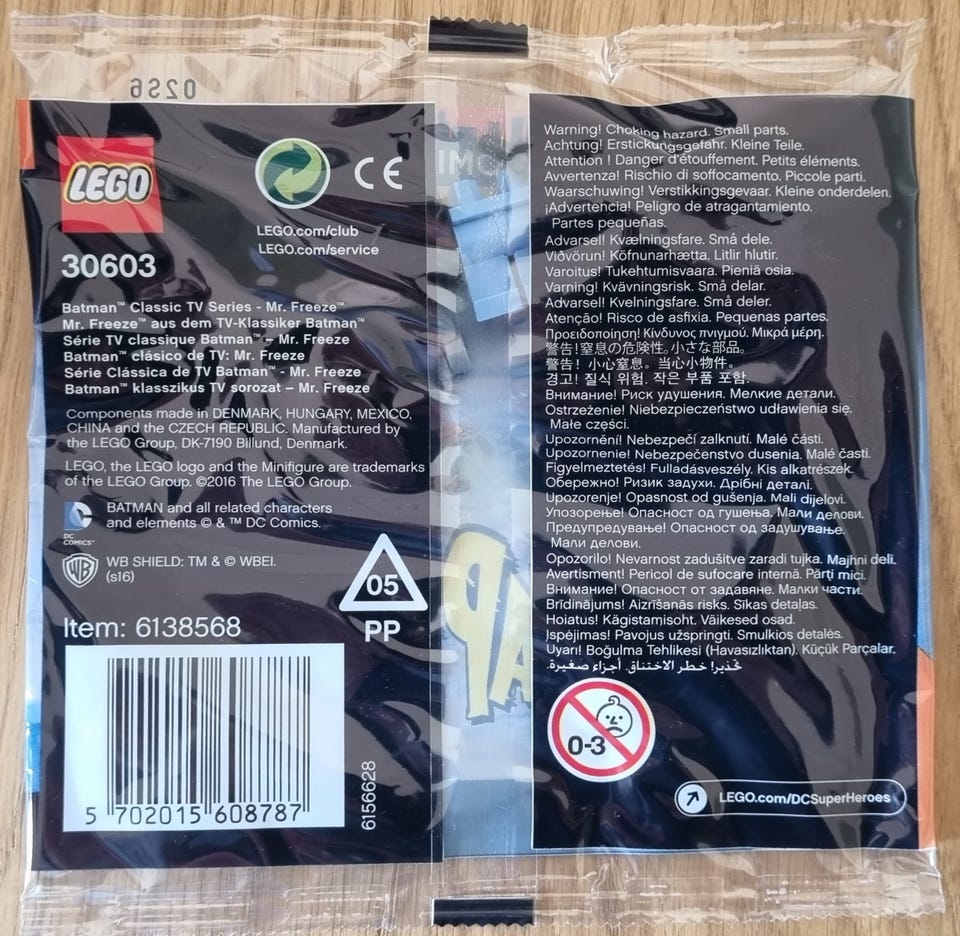 02S6
LEGO
CE
LEGO.com/club
LEGO.com/service
30603
Batman™ Classic TV Series - Mr. Freeze™
Mr. Freeze™ aus dem TV-Klassiker Batman™
Série TV classique Batman™ – Mr. Freeze
Batman™ clásico de TV: Mr. Freeze
Série Clássica de TV Batman™ - Mr. Freeze
Batman™ klasszikus TV sorozat – Mr. Freeze
Components made in DENMARK, HUNGARY, MEXICO,
CHINA and the CZECH REPUBLIC. Manufactured by
the LEGO Group, DK-7190 Billund, Denmark.
LEGO, the LEGO logo and the Minifigure are trademarks
of the LEGO Group. ©2016 The LEGO Group.
DC
COMICS™
BATMAN and all related characters
and elements © & ™ DC Comics.
WB
WB SHIELD: TM & © WBEI.
(s16)
05
PP
Item: 6138568
5 702015 608787
6156628
Warning! Choking hazard. Small parts.
Achtung! Erstickungsgefahr. Kleine Teile.
Attention ! Danger d'étouffement. Petits éléments.
Avvertenza! Rischio di soffocamento. Piccole parti.
Waarschuwing! Verstikkingsgevaar. Kleine onderdelen.
¡Advertencia! Peligro de atragantamiento.
Partes pequeñas.
Advarsel! Kvælningsfare. Små dele.
Viðvörun! Köfnunarhætta. Litlir hlutir.
Varoitus! Tukehtumisvaara. Pieniä osia.
Varning! Kvävningsrisk. Små delar.
Advarsel! Kvelningsfare. Små deler.
Atenção! Risco de asfixia. Pequenas partes.
Προειδοποίηση! Κίνδυνος πνιγμού. Μικρά μέρη.
警告!窒息の危険性。小さな部品。
警告! 小心窒息。当心小物件。
경고! 질식 위험. 작은 부품 포함.
Внимание! Риск удушения. Мелкие детали.
Ostrzeżenie! Niebezpieczeństwo udławienia się.
Małe części.
Upozornění! Nebezpečí zalknutí. Malé části.
Upozornenie! Nebezpečenstvo dusenia. Malé časti.
Figyelmeztetés! Fulladásveszély. Kis alkatrészek.
Обережно! Ризик задухи. Дрібні деталі.
Upozorenje! Opasnost od gušenja. Mali dijelovi.
Упозорење! Опасност од гушења. Мали делови.
Предупредување! Опасност од задушување.
Мали делови.
Opozorilo! Nevarnost zadušitve zaradi tujka. Majhni deli.
Avertisment! Pericol de sufocare internă. Părți mici.
Внимание! Опасност от задавяне. Малки части.
Brīdinājums! Aizrīšanās risks. Sīkas detaļas.
Hoiatus! Kägistamisoht. Väikesed osad.
Įspėjimas! Pavojus užspringti. Smulkios detalės.
Uyarı! Boğulma Tehlikesi (Havasızlıktan). Küçük Parçalar.
تحذير! خطر الاختناق. أجزاء صغيرة.
0-3
LEGO.com/DCSuperHeroes